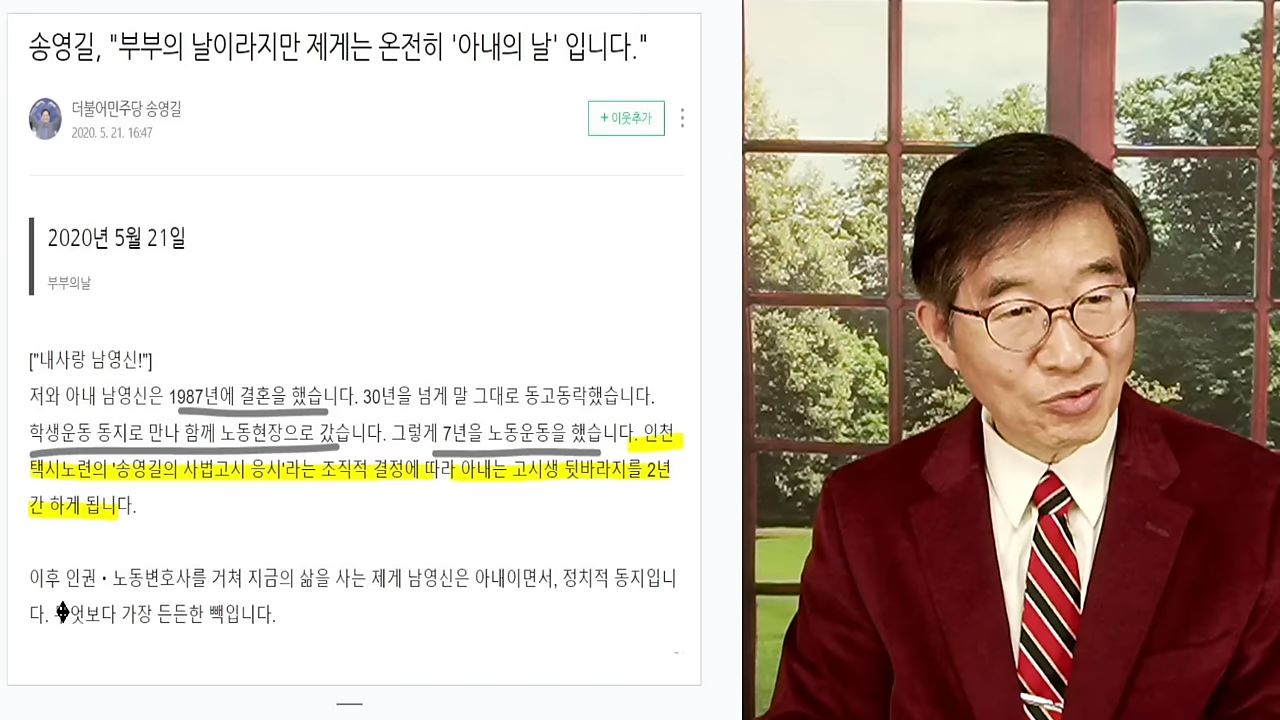 송영길, "부부의 날이라지만 제게는 온전히 '아내의 날' 입니다."
더불어민주당 송영길
2020. 5. 21. 16:47
+ 이웃추가
2020년 5월 21일
부부의날
["내사랑 남영신!"]
저와 아내 남영신은 1987년에 결혼을 했습니다. 30년을 넘게 말 그대로 동고동락했습니다.
학생운동 동지로 만나 함께 노동현장으로 갔습니다. 그렇게 7년을 노동운동을 했습니다. 인천
택시노련의 '송영길의 사법고시 응시'라는 조직적 결정에 따라 아내는 고시생 뒷바라지를 2년
간 하게 됩니다.
이후 인권·노동변호사를 거쳐 지금의 삶을 사는 제게 남영신은 아내이면서, 정치적 동지입니
다. 엇보다 가장 든든한 빽입니다.